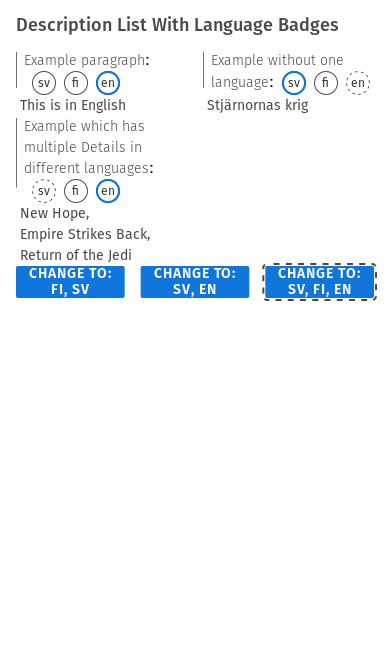 Description List With Language Badges
Example paragraph:
sv fi en
This is in English
Example without one
language: sv fi en
Stjärnornas krig
Example which has
multiple Details in
different languages:
sv fi en
New Hope,
Empire Strikes Back,
Return of the Jedi
CHANGE TO:
FI, SV
CHANGE TO:
SV, EN
CHANGE TO:
SV, FI, EN